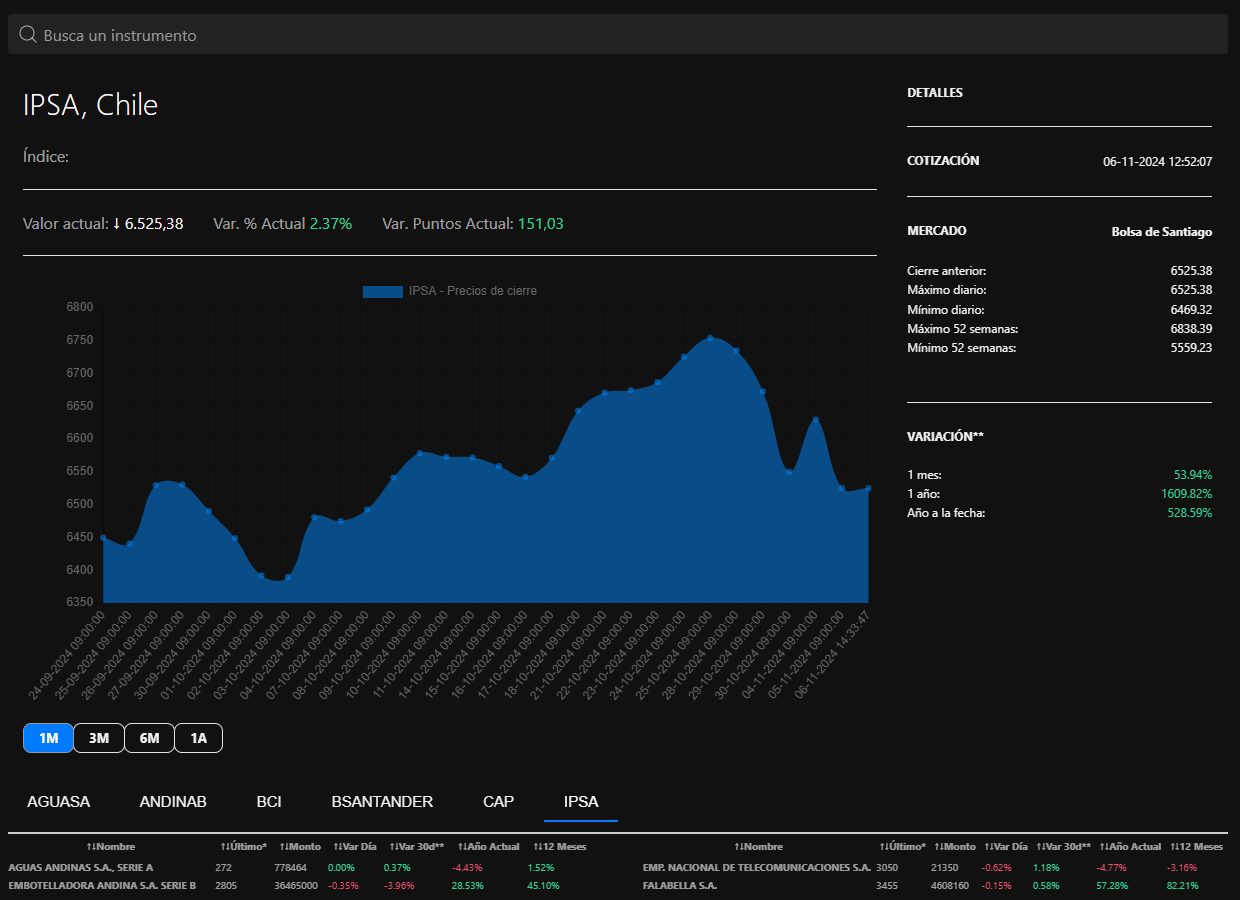 Busca un instrumento
IPSA, Chile
Índice:
Valor actual: ↓ 6.525,38 Var. % Actual 2.37% Var. Puntos Actual: 151,03
IPSA - Precios de cierre
6800
6750
6700
6650
6600
6550
6500
6450
6400
6350
24-09-2024 09:00:00
25-09-2024 09:00:00
26-09-2024 09:00:00
27-09-2024 09:00:00
30-09-2024 09:00:00
01-10-2024 09:00:00
02-10-2024 09:00:00
03-10-2024 09:00:00
04-10-2024 09:00:00
07-10-2024 09:00:00
08-10-2024 09:00:00
09-10-2024 09:00:00
10-10-2024 09:00:00
11-10-2024 09:00:00
14-10-2024 09:00:00
15-10-2024 09:00:00
16-10-2024 09:00:00
17-10-2024 09:00:00
18-10-2024 09:00:00
21-10-2024 09:00:00
22-10-2024 09:00:00
23-10-2024 09:00:00
24-10-2024 09:00:00
25-10-2024 09:00:00
28-10-2024 09:00:00
29-10-2024 09:00:00
30-10-2024 09:00:00
04-11-2024 09:00:00
05-11-2024 09:00:00
06-11-2024 14:33:47
1M 3M 6M 1A
DETALLES
COTIZACIÓN 06-11-2024 12:52:07
MERCADO Bolsa de Santiago
Cierre anterior: 6525.38
Máximo diario: 6525.38
Mínimo diario: 6469.32
Máximo 52 semanas: 6838.39
Mínimo 52 semanas: 5559.23
VARIACIÓN**
1 mes: 53.94%
1 año: 1609.82%
Año a la fecha: 528.59%
AGUASA ANDINAB BCI BSANTANDER CAP IPSA
↑↓Nombre ↑↓Último* ↑↓Monto ↑↓Var Día ↑↓Var 30d** ↑↓Año Actual ↑↓12 Meses ↑↓Nombre ↑↓Último* ↑↓Monto ↑↓Var Día ↑↓Var 30d** ↑↓Año Actual ↑↓12 Meses
AGUAS ANDINAS S.A., SERIE A 272 778464 0.00% 0.37% -4.43% 1.52% EMP. NACIONAL DE TELECOMUNICACIONES S.A. 3050 21350 -0.62% 1.18% -4.77% -3.16%
EMBOTELLADORA ANDINA S.A. SERIE B 2805 36465000 -0.35% -3.96% 28.53% 45.10% FALABELLA S.A. 3455 4608160 -0.15% 0.58% 57.28% 82.21%